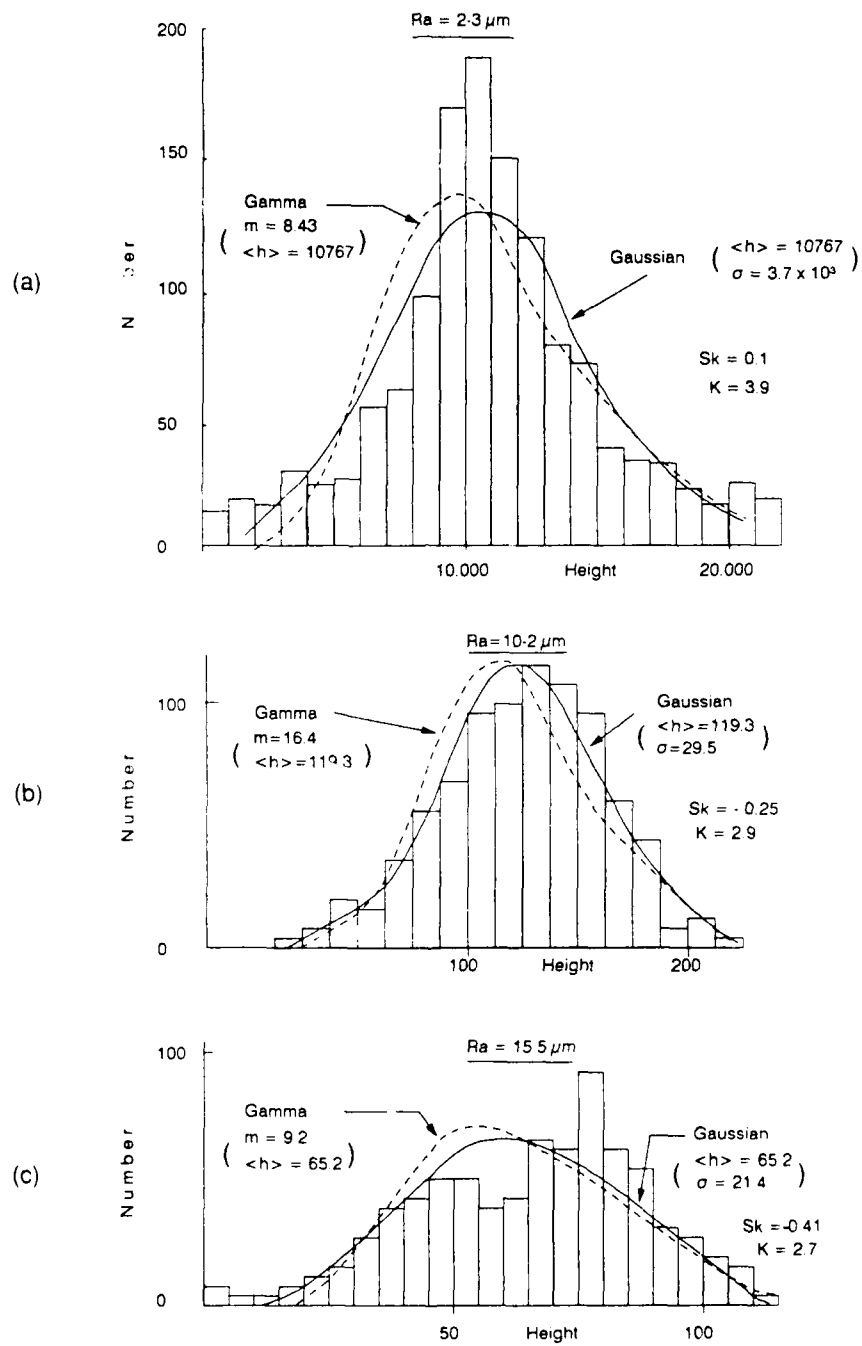 Ra = 2·3 µm
200
150
100
50
0
Gamma
m = 8.43
( <h> = 10767 )
Gaussian
( <h> = 10767
σ = 3.7 x 10³ )
Sk = 0.1
K = 3.9
(a)
10.000 Height 20.000
Ra = 10·2 µm
100
0
Gamma
m=16.4
( <h>=119.3 )
Gaussian
( <h>=119.3
σ=29.5 )
Sk = - 0.25
K = 2.9
(b)
Number
100 Height 200
Ra = 15 5 µm
100
0
Gamma
m = 9 2
( <h> = 65.2 )
Gaussian
( <h> = 65 2
σ = 21 4 )
Sk =-0 41
K = 2.7
(c)
Number
50 Height 100